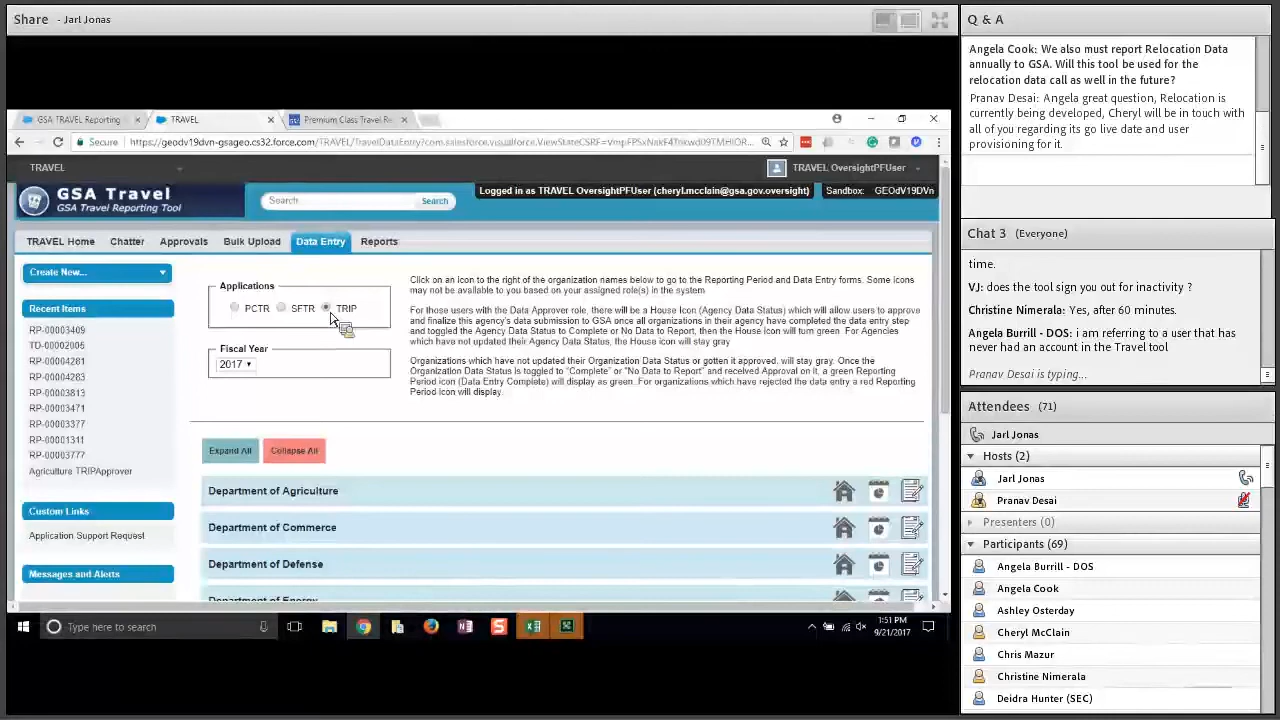 Share - Jarl Jonas
GSA TRAVEL Reporting
TRAVEL
Premium Class Travel Re
Secure
TRAVEL
TRAVEL OversightPFUser
GSA Travel
GSA Travel Reporting Tool
Search
Search
Logged in as TRAVEL OversightPFUser (cheryl.mcclain@gsa.gov.oversight)
Sandbox: GEOdV19DVn
TRAVEL Home
Chatter
Approvals
Bulk Upload
Data Entry
Reports
Create New...
Recent Items
RP-00003409
TD-00002006
RP-00004281
RP-00004283
RP-00003813
RP-00003471
RP-00003377
RP-00001311
RP-00003777
Agriculture TRIPApprover
Custom Links
Application Support Request
Messages and Alerts
Applications
PCTR
SFTR
TRIP
Fiscal Year
2017
Click on an icon to the right of the organization names below to go to the Reporting Period and Data Entry forms. Some icons
may not be available to you based on your assigned role(s) in the system
For those users with the Data Approver role, there will be a House Icon (Agency Data Status) which will allow users to approve
and finalize this agency's data submission to GSA once all organizations in their agency have completed the data entry step
and toggled the Agency Data Status to Complete or No Data to Report, then the House icon will turn green. For Agencies
which have not updated their Agency Data Status, the House icon will stay gray
Organizations which have not updated their Organization Data Status or gotten it approved. will stay gray. Once the
Organization Data Status is toggled to "Complete" or "No Data to Report" and received Approval on it, a green Reporting
Period icon (Data Entry Complete) will display as green. For organizations which have rejected the data entry a red Reporting
Period icon will display.
Expand All
Collapse All
Department of Agriculture
Department of Commerce
Department of Defense
Department of Energy
Type here to search
1:51 PM
9/21/2017
Q & A
Angela Cook: We also must report Relocation Data
annually to GSA. Will this tool be used for the
relocation data call as well in the future?
Pranav Desai: Angela great question, Relocation is
currently being developed, Cheryl will be in touch with
all of you regarding its go live date and user
provisioning for it.
Chat 3 (Everyone)
time.
VJ: does the tool sign you out for inactivity ?
Christine Nimerala: Yes, after 60 minutes.
Angela Burrill - DOS: i am referring to a user that has
never had an account in the Travel tool
Pranav Desai is typing...
Attendees (71)
Jarl Jonas
Hosts (2)
Jarl Jonas
Pranav Desai
Presenters (0)
Participants (69)
Angela Burrill - DOS
Angela Cook
Ashley Osterday
Cheryl McClain
Chris Mazur
Christine Nimerala
Deidra Hunter (SEC)